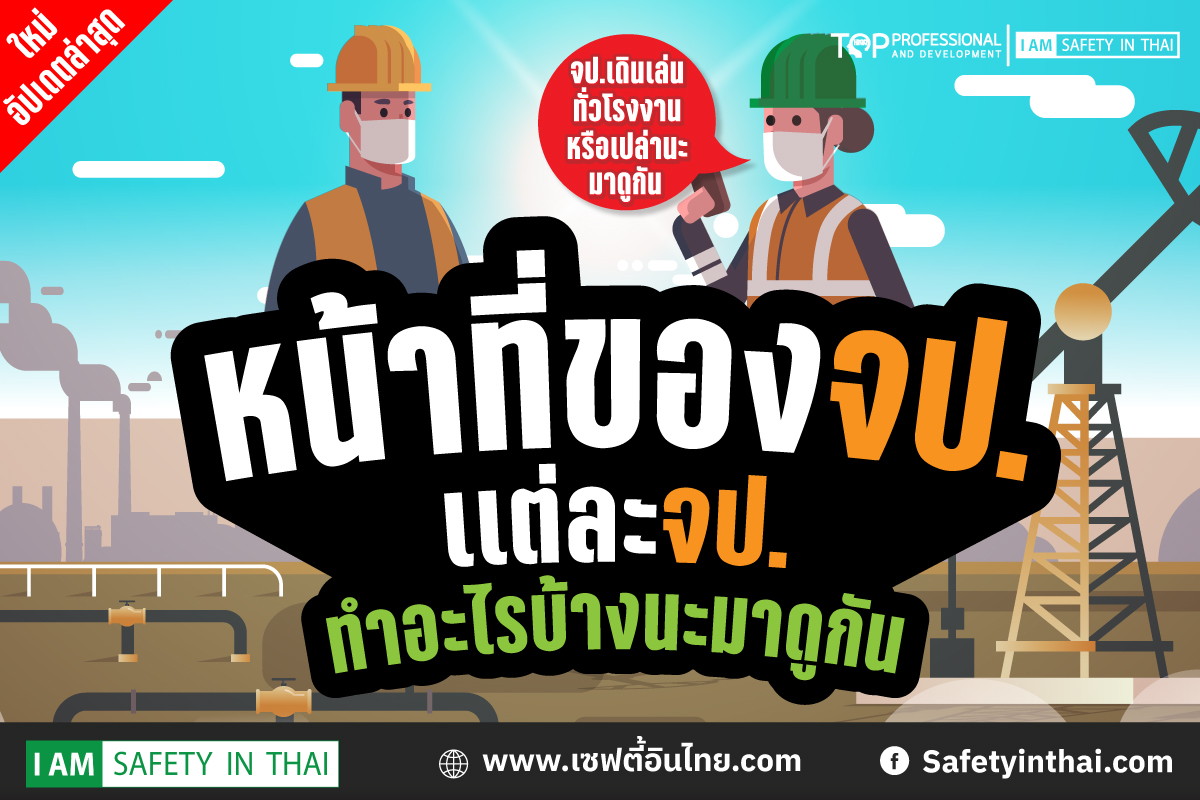 ใหม่
อัปเดตล่าสุด
TOP PROFESSIONAL
AND DEVELOPMENT
I AM SAFETY IN THAI
จป.เดินเล่น
ทั่วโรงงาน
หรือเปล่านะ
มาดูกัน
หน้าที่ของจป.
แต่ละจป.
ทำอะไรบ้างนะมาดูกัน
I AM SAFETY IN THAI
www.เซฟตี้อินไทย.com
Safetyinthai.com